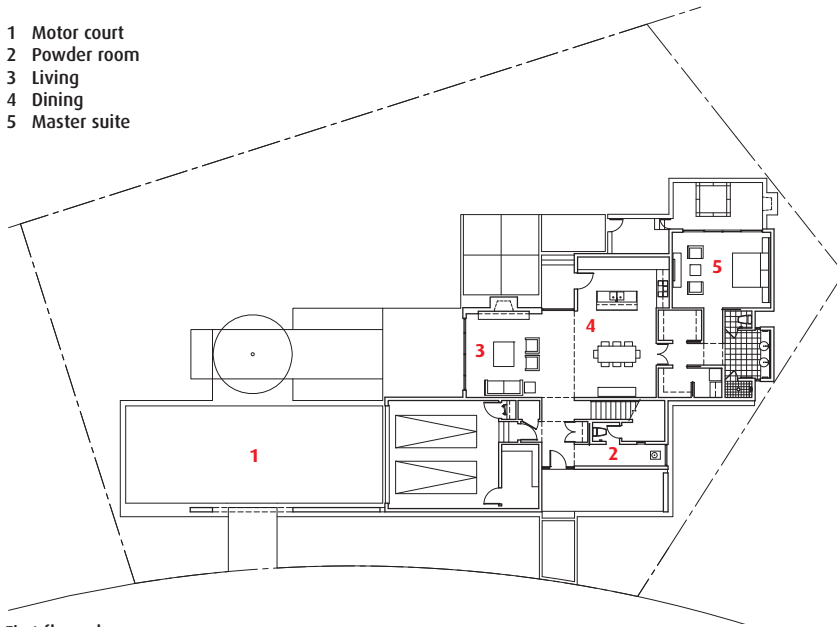 1 Motor court
2 Powder room
3 Living
4 Dining
5 Master suite
5
4
3
2
1